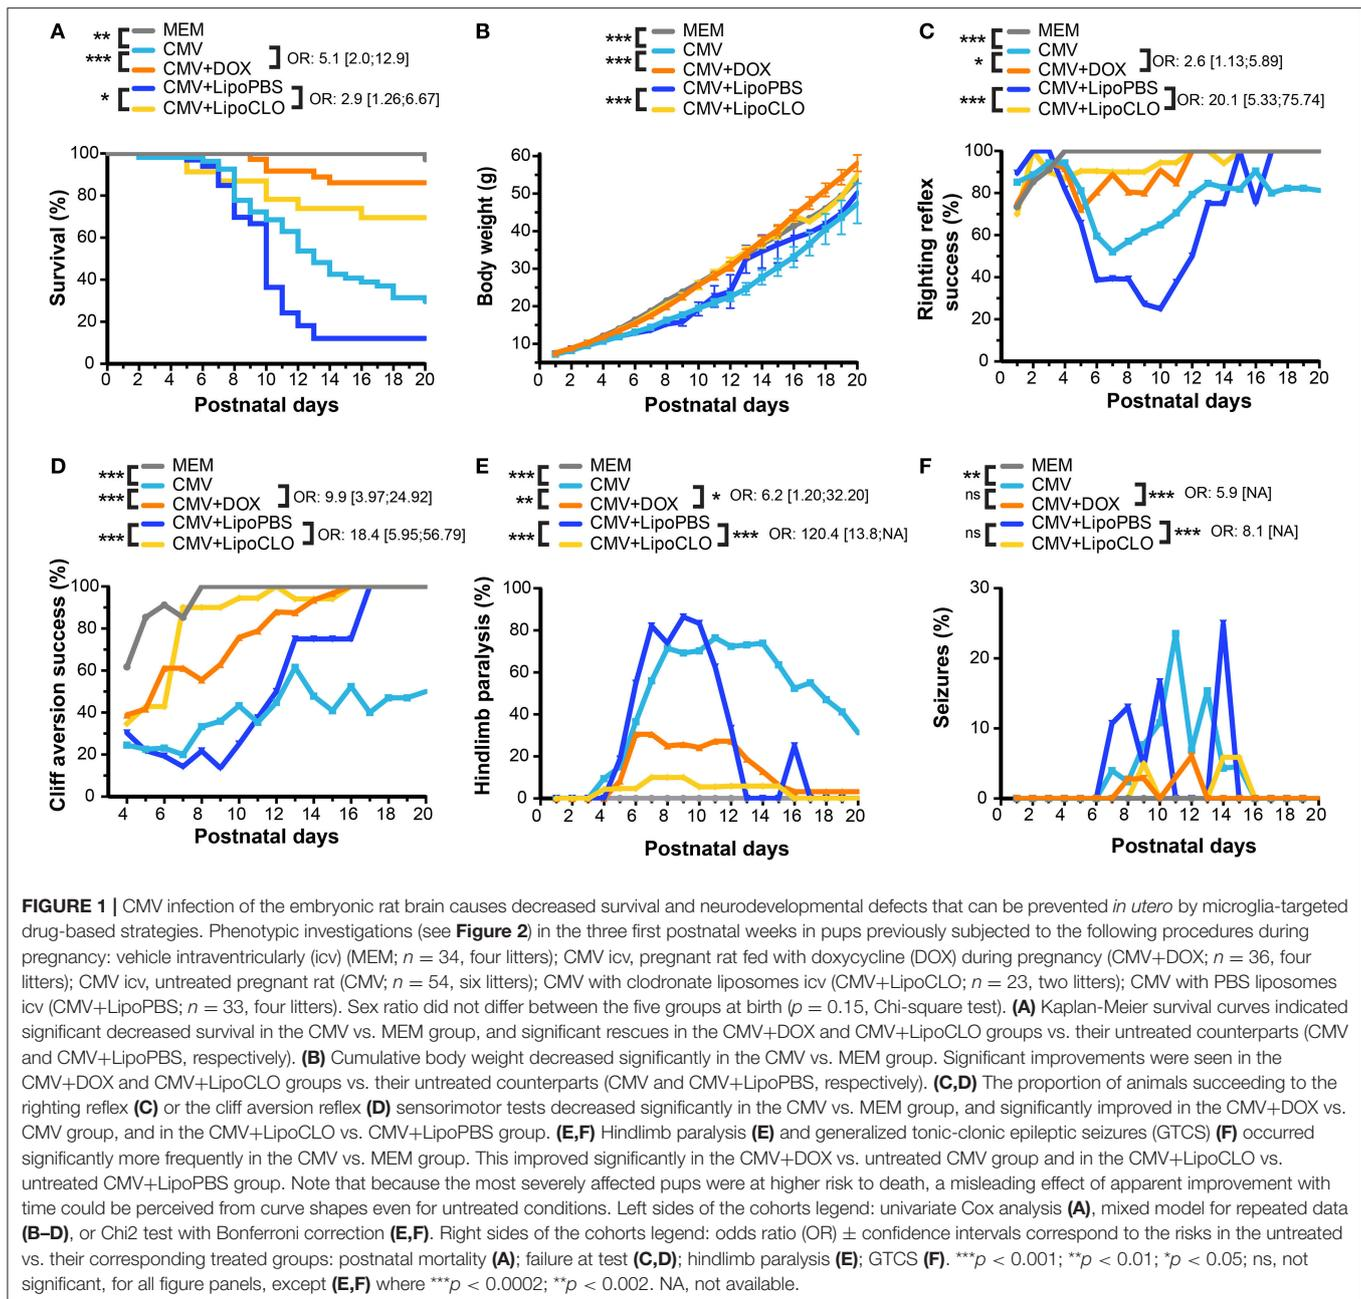 A
** MEM
*** CMV
CMV+DOX
OR: 5.1 [2.0;12.9]
* CMV+LipoPBS
CMV+LipoCLO
OR: 2.9 [1.26;6.67]
Survival (%)
100
80
60
40
20
0
0 2 4 6 8 10 12 14 16 18 20
Postnatal days
B
*** MEM
*** CMV
CMV+DOX
*** CMV+LipoPBS
CMV+LipoCLO
Body weight (g)
60
50
40
30
20
10
0 2 4 6 8 10 12 14 16 18 20
Postnatal days
C
*** MEM
* CMV
CMV+DOX
OR: 2.6 [1.13;5.89]
*** CMV+LipoPBS
CMV+LipoCLO
OR: 20.1 [5.33;75.74]
Righting reflex
success (%)
100
80
60
40
20
0
0 2 4 6 8 10 12 14 16 18 20
Postnatal days
D
*** MEM
*** CMV
CMV+DOX
OR: 9.9 [3.97;24.92]
*** CMV+LipoPBS
CMV+LipoCLO
OR: 18.4 [5.95;56.79]
Cliff aversion success (%)
100
80
60
40
20
0
4 6 8 10 12 14 16 18 20
Postnatal days
E
*** MEM
** CMV
CMV+DOX
* OR: 6.2 [1.20;32.20]
*** CMV+LipoPBS
CMV+LipoCLO
*** OR: 120.4 [13.8;NA]
Hindlimb paralysis (%)
100
80
60
40
20
0
0 2 4 6 8 10 12 14 16 18 20
Postnatal days
F
** MEM
ns CMV
CMV+DOX
*** OR: 5.9 [NA]
ns CMV+LipoPBS
CMV+LipoCLO
*** OR: 8.1 [NA]
Seizures (%)
30
20
10
0
0 2 4 6 8 10 12 14 16 18 20
Postnatal days
FIGURE 1 | CMV infection of the embryonic rat brain causes decreased survival and neurodevelopmental defects that can be prevented in utero by microglia-targeted
drug-based strategies. Phenotypic investigations (see Figure 2) in the three first postnatal weeks in pups previously subjected to the following procedures during
pregnancy: vehicle intraventricularly (icv) (MEM; n = 34, four litters); CMV icv, pregnant rat fed with doxycycline (DOX) during pregnancy (CMV+DOX; n = 36, four
litters); CMV icv, untreated pregnant rat (CMV; n = 54, six litters); CMV with clodronate liposomes icv (CMV+LipoCLO; n = 23, two litters); CMV with PBS liposomes
icv (CMV+LipoPBS; n = 33, four litters). Sex ratio did not differ between the five groups at birth (p = 0.15, Chi-square test). (A) Kaplan-Meier survival curves indicated
significant decreased survival in the CMV vs. MEM group, and significant rescues in the CMV+DOX and CMV+LipoCLO groups vs. their untreated counterparts (CMV
and CMV+LipoPBS, respectively). (B) Cumulative body weight decreased significantly in the CMV vs. MEM group. Significant improvements were seen in the
CMV+DOX and CMV+LipoCLO groups vs. their untreated counterparts (CMV and CMV+LipoPBS, respectively). (C,D) The proportion of animals succeeding to the
righting reflex (C) or the cliff aversion reflex (D) sensorimotor tests decreased significantly in the CMV vs. MEM group, and significantly improved in the CMV+DOX vs.
CMV group, and in the CMV+LipoCLO vs. CMV+LipoPBS group. (E,F) Hindlimb paralysis (E) and generalized tonic-clonic epileptic seizures (GTCS) (F) occurred
significantly more frequently in the CMV vs. MEM group. This improved significantly in the CMV+DOX vs. untreated CMV group and in the CMV+LipoCLO vs.
untreated CMV+LipoPBS group. Note that because the most severely affected pups were at higher risk to death, a misleading effect of apparent improvement with
time could be perceived from curve shapes even for untreated conditions. Left sides of the cohorts legend: univariate Cox analysis (A), mixed model for repeated data
(B–D), or Chi2 test with Bonferroni correction (E,F). Right sides of the cohorts legend: odds ratio (OR) ± confidence intervals correspond to the risks in the untreated
vs. their corresponding treated groups: postnatal mortality (A); failure at test (C,D); hindlimb paralysis (E); GTCS (F). ***p < 0.001; **p < 0.01; *p < 0.05; ns, not
significant, for all figure panels, except (E,F) where ***p < 0.0002; **p < 0.002. NA, not available.